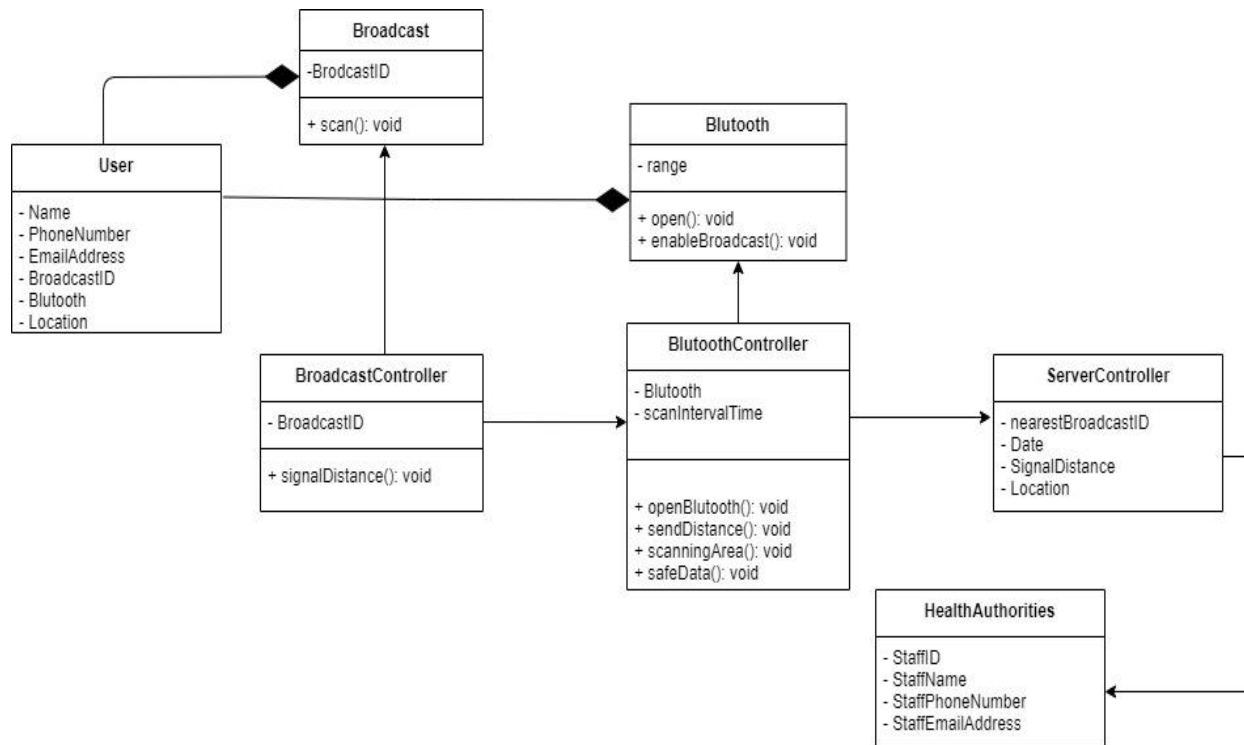 Broadcast
-BrodcastID
+ scan(): void
Blutooth
- range
+ open(): void
+ enableBroadcast(): void
User
- Name
- PhoneNumber
- EmailAddress
- BroadcastID
- Blutooth
- Location
BroadcastController
- BroadcastID
+ signalDistance(): void
BlutoothController
- Blutooth
- scanIntervalTime
+ openBlutooth(): void
+ sendDistance(): void
+ scanningArea(): void
+ safeData(): void
ServerController
- nearestBroadcastID
- Date
- SignalDistance
- Location
HealthAuthorities
- StaffID
- StaffName
- StaffPhoneNumber
- StaffEmailAddress